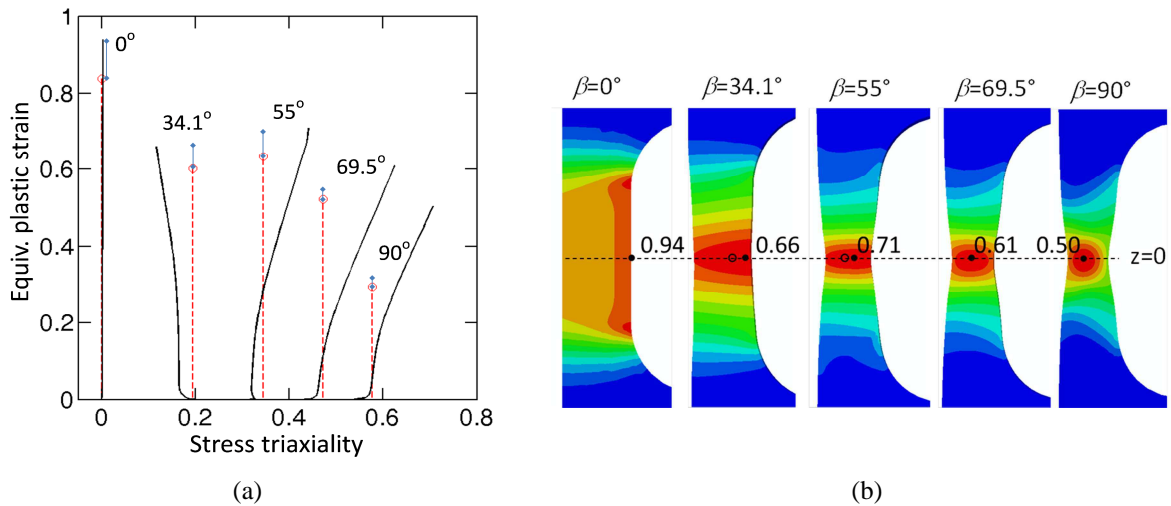 1
0.8
0.6
0.4
0.2
0
Equiv. plastic strain
0°
34.1°
55°
69.5°
90°
0 0.2 0.4 0.6 0.8
Stress triaxiality
(a)
β=0° β=34.1° β=55° β=69.5° β=90°
0.94 0.66 0.71 0.61 0.50 z=0
(b)